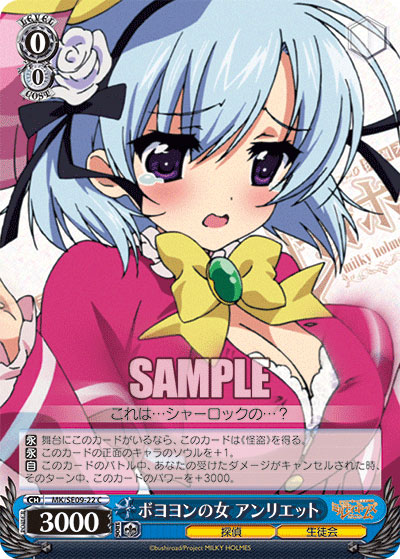 LEVEL
0
0
COST
milky holmes
SAMPLE
これは…シャーロックの…?
永 舞台にこのカードがいるなら、このカードは《怪盗》を得る。
永 このカードの正面のキャラのソウルを+1。
自 このカードのバトル中、あなたの受けたダメージがキャンセルされた時、
そのターン中、このカードのパワーを+3000。
CH MK/SE09-22 C
ポヨヨンの女 アンリエット
3000
探偵 生徒会
©bushiroad/Project MILKY HOLMES